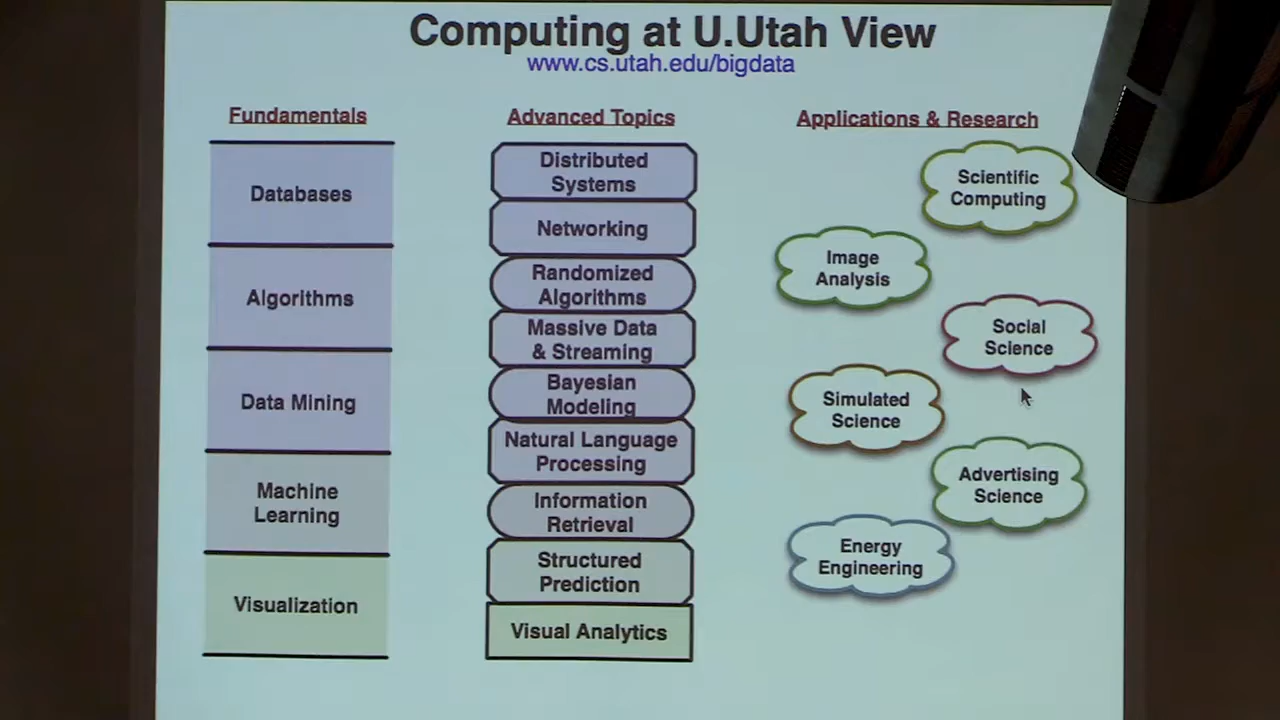 Computing at U.Utah View
www.cs.utah.edu/bigdata
Fundamentals
Databases
Algorithms
Data Mining
Machine
Learning
Visualization
Advanced Topics
Distributed
Systems
Networking
Randomized
Algorithms
Massive Data
& Streaming
Bayesian
Modeling
Natural Language
Processing
Information
Retrieval
Structured
Prediction
Visual Analytics
Applications & Research
Scientific
Computing
Image
Analysis
Social
Science
Simulated
Science
Advertising
Science
Energy
Engineering